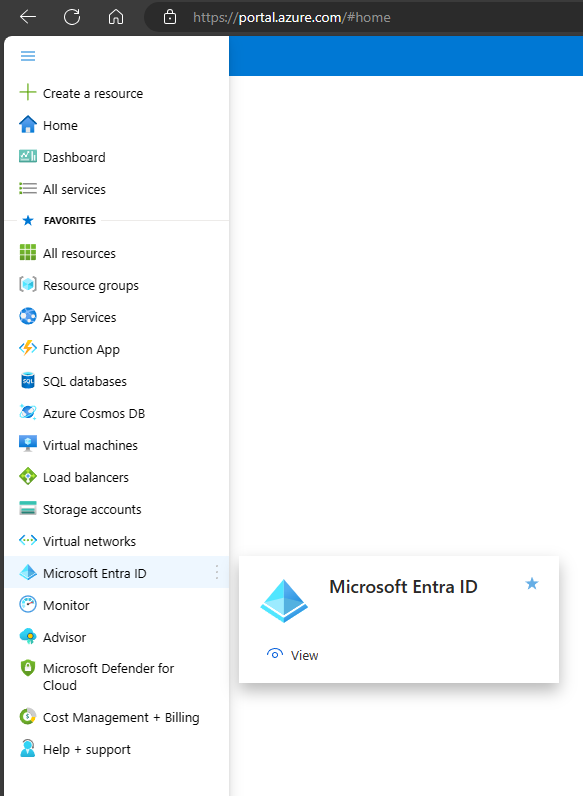 https://portal.azure.com/#home
Create a resource
Home
Dashboard
All services
FAVORITES
All resources
Resource groups
App Services
Function App
SQL
SQL databases
Azure Cosmos DB
Virtual machines
Load balancers
Storage accounts
Virtual networks
Microsoft Entra ID
Microsoft Entra ID
View
Monitor
Advisor
Microsoft Defender for
Cloud
Cost Management + Billing
Help + support